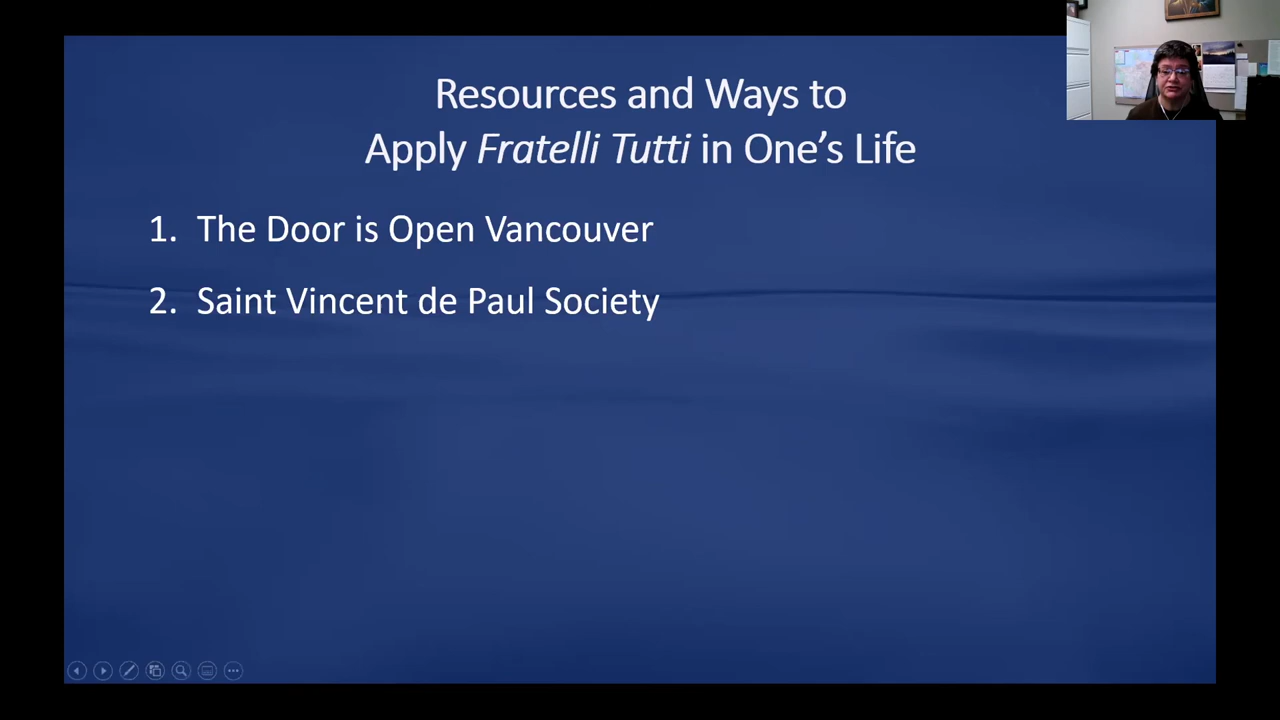 Resources and Ways to
Apply Fratelli Tutti in One's Life
1. The Door is Open Vancouver
2. Saint Vincent de Paul Society